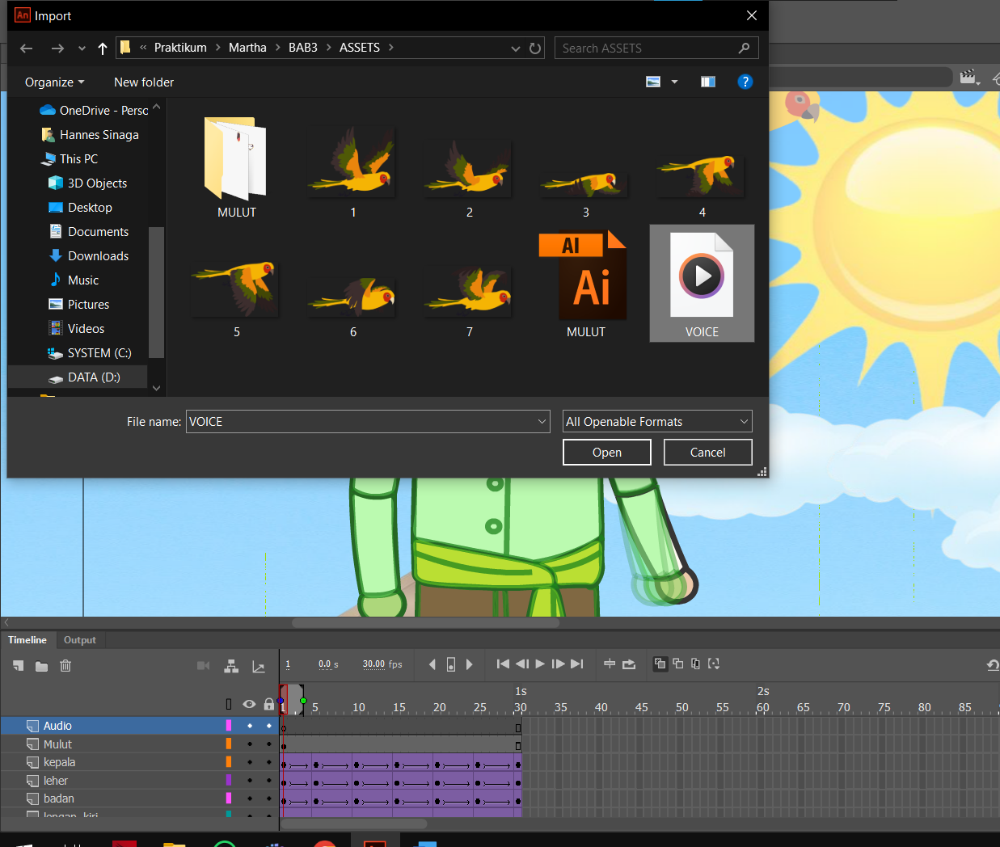 An Import
« Praktikum > Martha > BAB3 > ASSETS >
Search ASSETS
Organize
New folder
?
OneDrive - Perso
Hannes Sinaga
This PC
3D Objects
Desktop
Documents
Downloads
Music
Pictures
Videos
SYSTEM (C:)
DATA (D:)
MULUT
1
2
3
4
AI
Ai
5
6
7
MULUT
VOICE
File name: VOICE
All Openable Formats
Open
Cancel
Timeline
Output
1
0.0 s
30.00 fps
1s
2s
1 5 10 15 20 25 30 35 40 45 50 55 60 65 70 75 80 85
Audio
Mulut
kepala
leher
badan
lengan_kiri